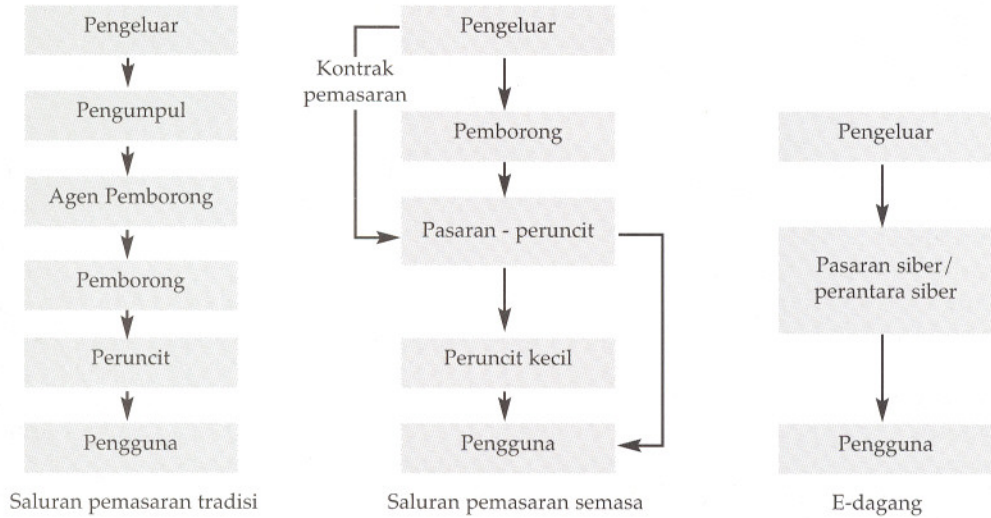 Pengeluar
Pengumpul
Agen Pemborong
Pemborong
Peruncit
Pengguna
Saluran pemasaran tradisi
Pengeluar
Kontrak
pemasaran
Pemborong
Pasaran - peruncit
Peruncit kecil
Pengguna
Saluran pemasaran semasa
Pengeluar
Pasaran siber/
perantara siber
Pengguna
E-dagang